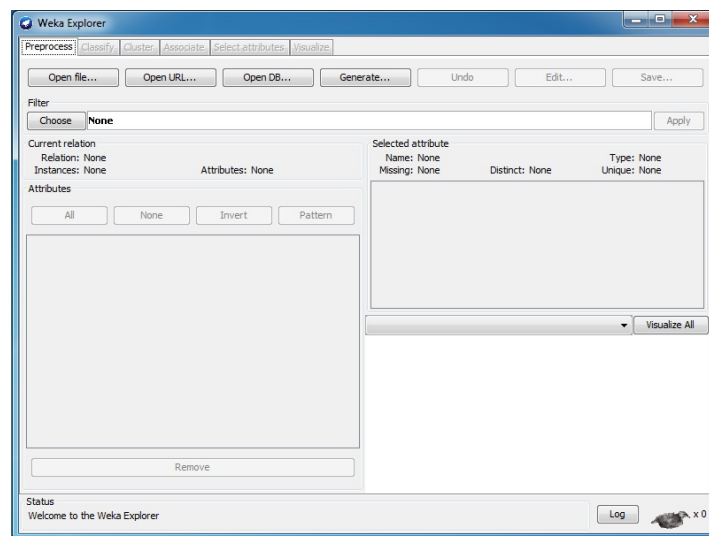 Weka Explorer
Preprocess Classify Cluster Associate Select attributes Visualize
Open file... Open URL... Open DB... Generate... Undo Edit... Save...
Filter
Choose None Apply
Current relation
Relation: None
Instances: None Attributes: None
Selected attribute
Name: None Type: None
Missing: None Distinct: None Unique: None
Attributes
All None Invert Pattern
Visualize All
Remove
Status
Welcome to the Weka Explorer
Log x 0